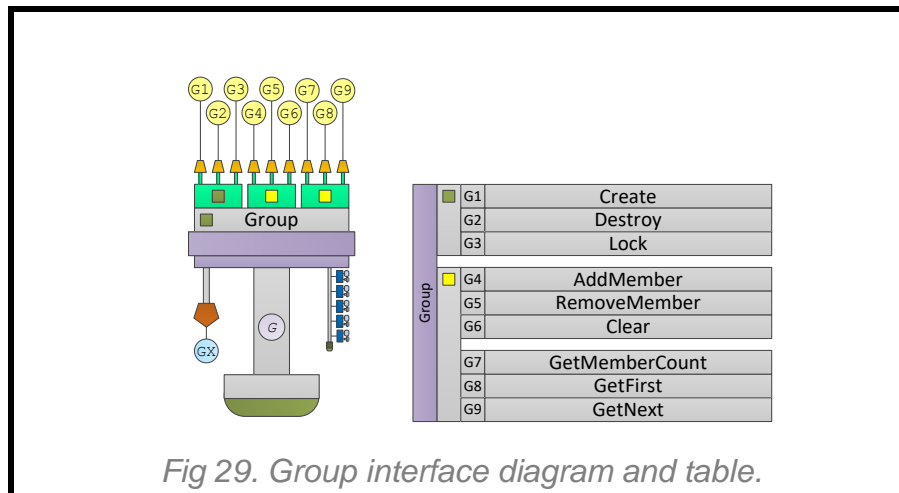 G1 G3 G5 G7 G9
G2 G4 G6 G8
Group
G
GX
Group
G1 Create
G2 Destroy
G3 Lock
G4 AddMember
G5 RemoveMember
G6 Clear
G7 GetMemberCount
G8 GetFirst
G9 GetNext
Fig 29. Group interface diagram and table.